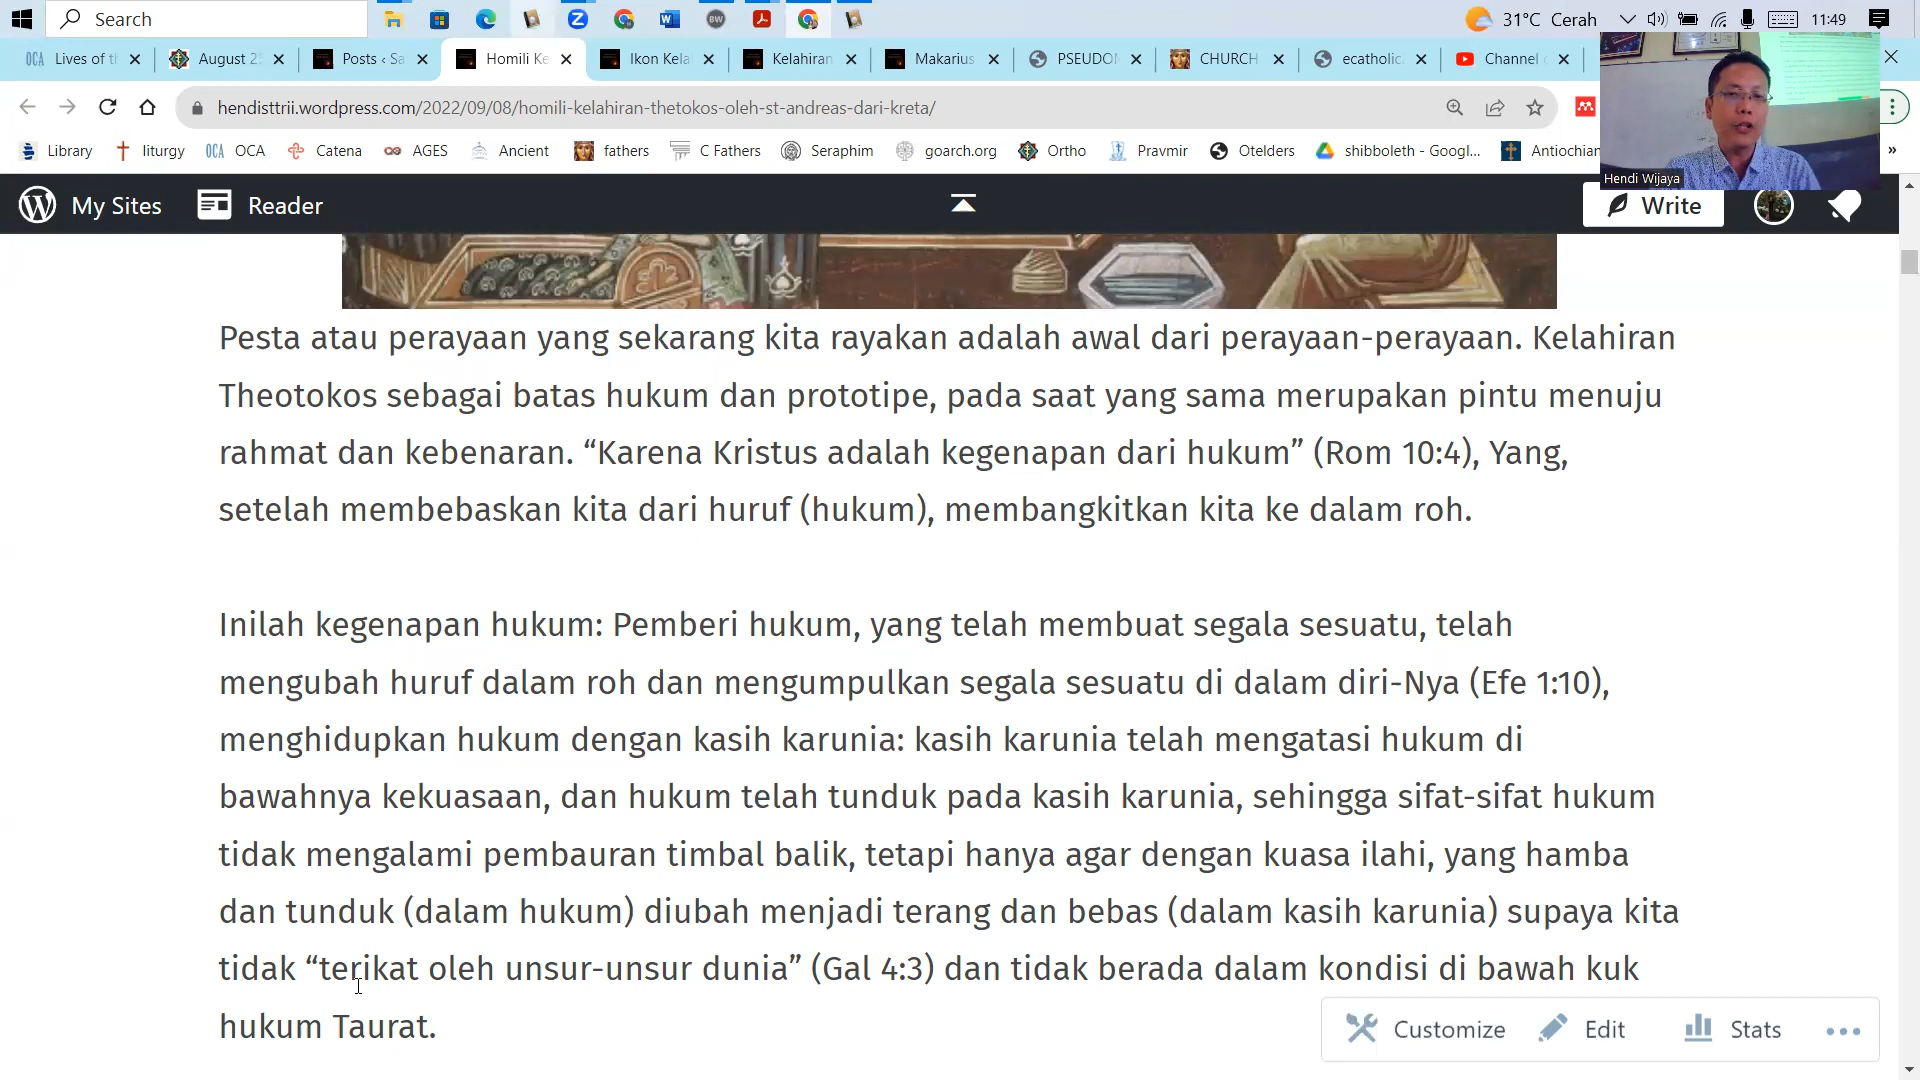 Search
31°C Cerah
11:49
OCA Lives of t
August 2
Posts ‹ Sa
Homili Ke
Ikon Kela
Kelahiran
Makarius
PSEUDO
CHURCH
ecatholic
Channel
hendisttrii.wordpress.com/2022/09/08/homili-kelahiran-thetokos-oleh-st-andreas-dari-kreta/
Library
liturgy
OCA OCA
Catena
AGES
Ancient
fathers
C Fathers
Seraphim
goarch.org
Ortho
Pravmir
Otelders
shibboleth - Googl...
Antiochian
»
Hendi Wijaya
My Sites
Reader
Write
Pesta atau perayaan yang sekarang kita rayakan adalah awal dari perayaan-perayaan. Kelahiran
Theotokos sebagai batas hukum dan prototipe, pada saat yang sama merupakan pintu menuju
rahmat dan kebenaran. “Karena Kristus adalah kegenapan dari hukum” (Rom 10:4), Yang,
setelah membebaskan kita dari huruf (hukum), membangkitkan kita ke dalam roh.
Inilah kegenapan hukum: Pemberi hukum, yang telah membuat segala sesuatu, telah
mengubah huruf dalam roh dan mengumpulkan segala sesuatu di dalam diri-Nya (Efe 1:10),
menghidupkan hukum dengan kasih karunia: kasih karunia telah mengatasi hukum di
bawahnya kekuasaan, dan hukum telah tunduk pada kasih karunia, sehingga sifat-sifat hukum
tidak mengalami pembauran timbal balik, tetapi hanya agar dengan kuasa ilahi, yang hamba
dan tunduk (dalam hukum) diubah menjadi terang dan bebas (dalam kasih karunia) supaya kita
tidak “terikat oleh unsur-unsur dunia” (Gal 4:3) dan tidak berada dalam kondisi di bawah kuk
hukum Taurat.
Customize
Edit
Stats